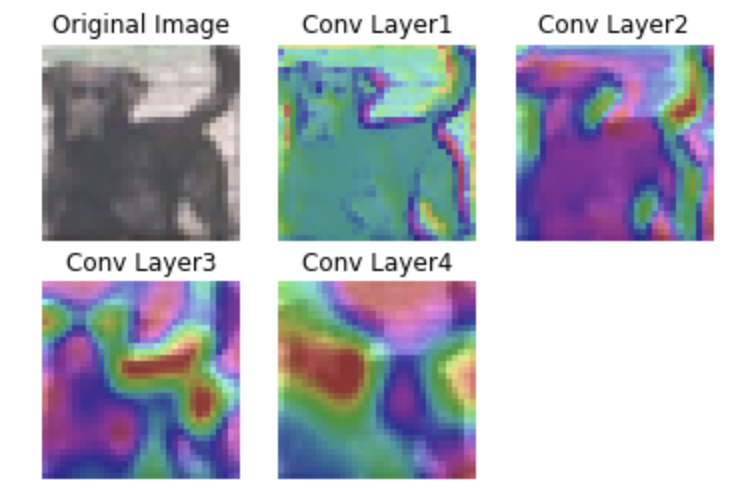 Original Image
Conv Layer1
Conv Layer2
Conv Layer3
Conv Layer4